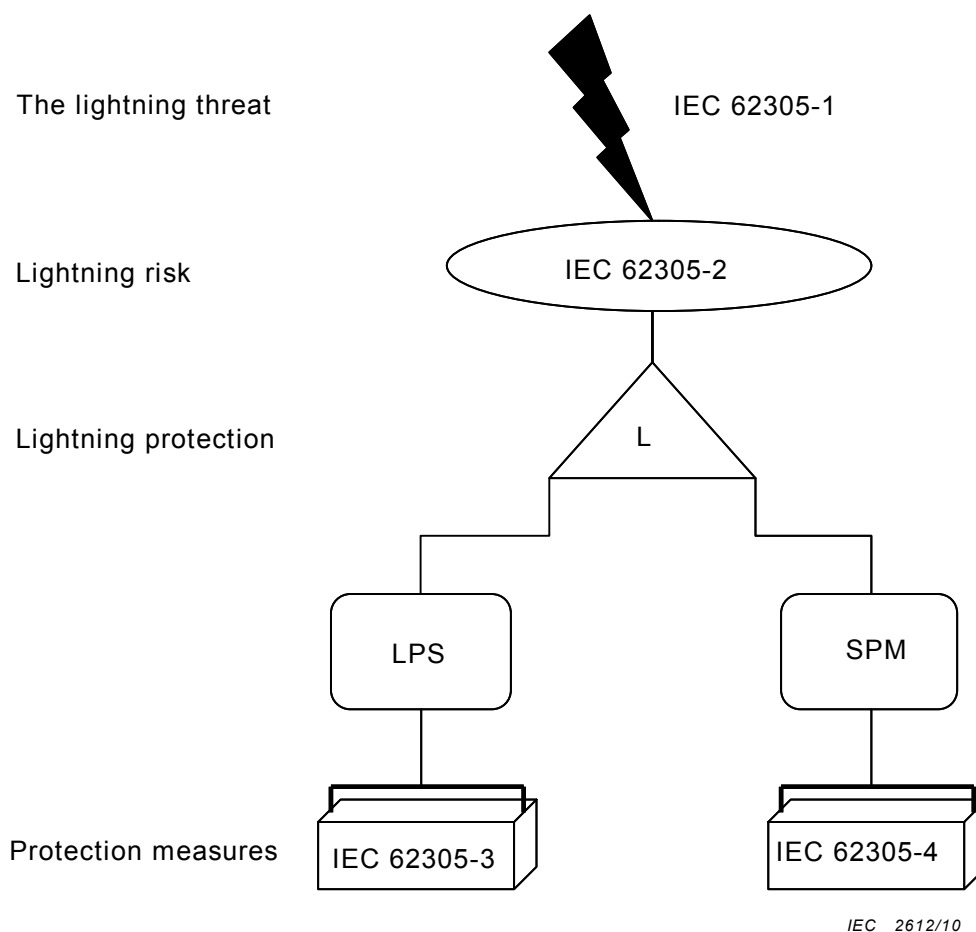 The lightning threat
IEC 62305-1
Lightning risk
IEC 62305-2
Lightning protection
L
LPS
SPM
Protection measures
IEC 62305-3
IEC 62305-4
IEC 2612/10